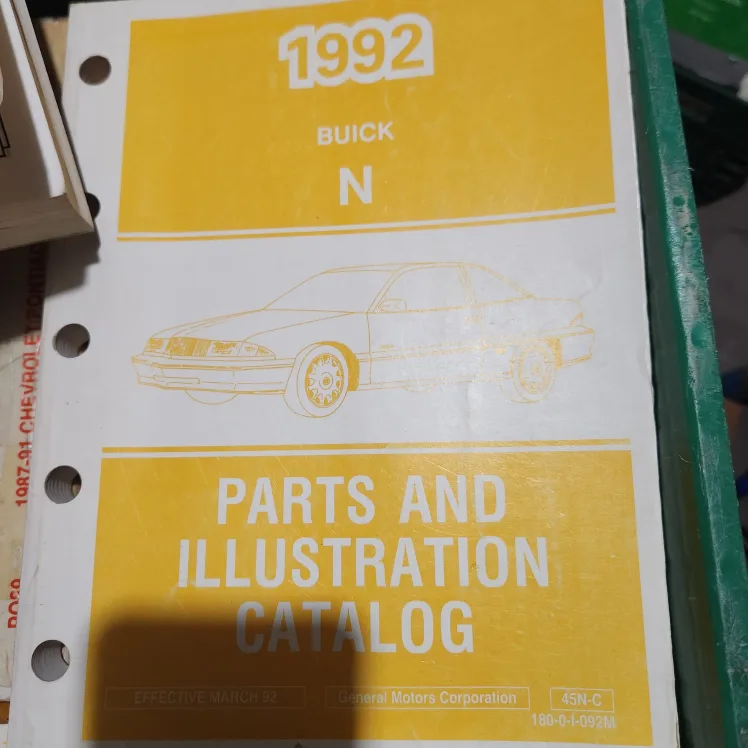 1992
BUICK
N
PARTS AND
ILLUSTRATION
CATALOG
EFFECTIVE MARCH 92
General Motors Corporation
45N-C
180-0-I-092M
1987-91 CHEVROLET/PONTIAC